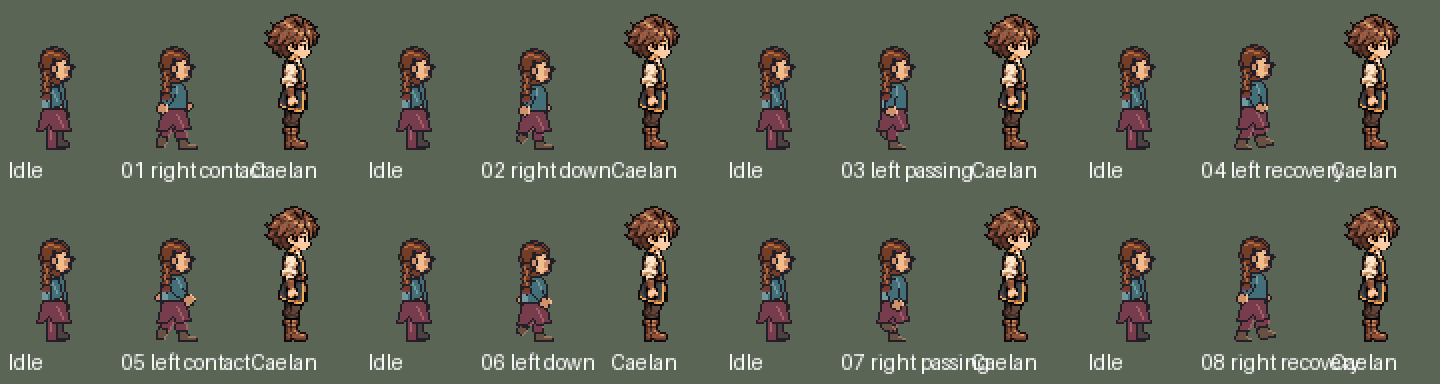 Idle 01 right contact Caelan Idle 02 right down Caelan Idle 03 left passing Caelan Idle 04 left recovery Caelan
Idle 05 left contact Caelan Idle 06 left down Caelan Idle 07 right passing Caelan Idle 08 right recovery Caelan